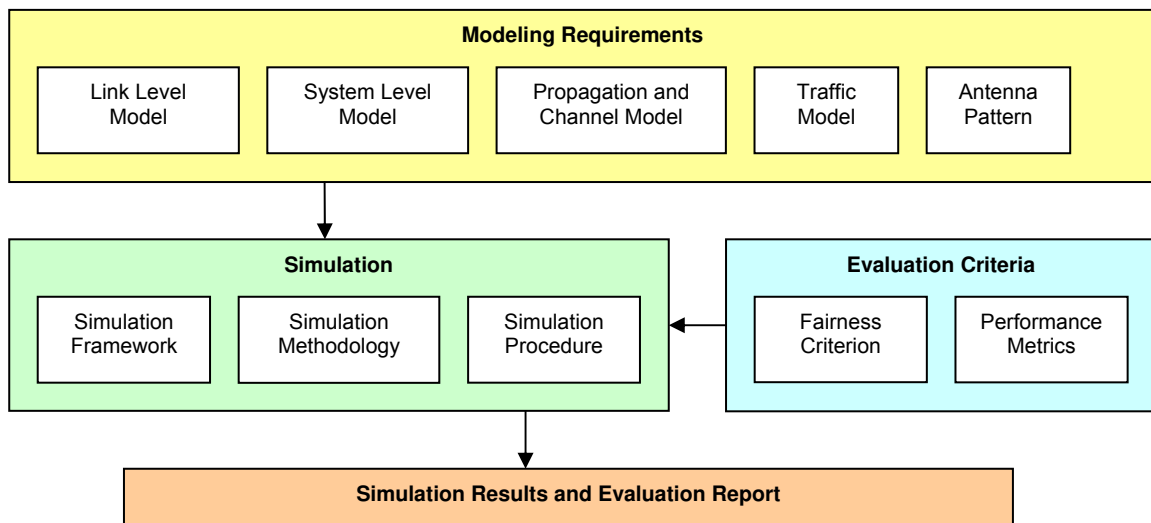 Modeling Requirements
Link Level
Model
System Level
Model
Propagation and
Channel Model
Traffic
Model
Antenna
Pattern
Simulation
Simulation
Framework
Simulation
Methodology
Simulation
Procedure
Evaluation Criteria
Fairness
Criterion
Performance
Metrics
Simulation Results and Evaluation Report